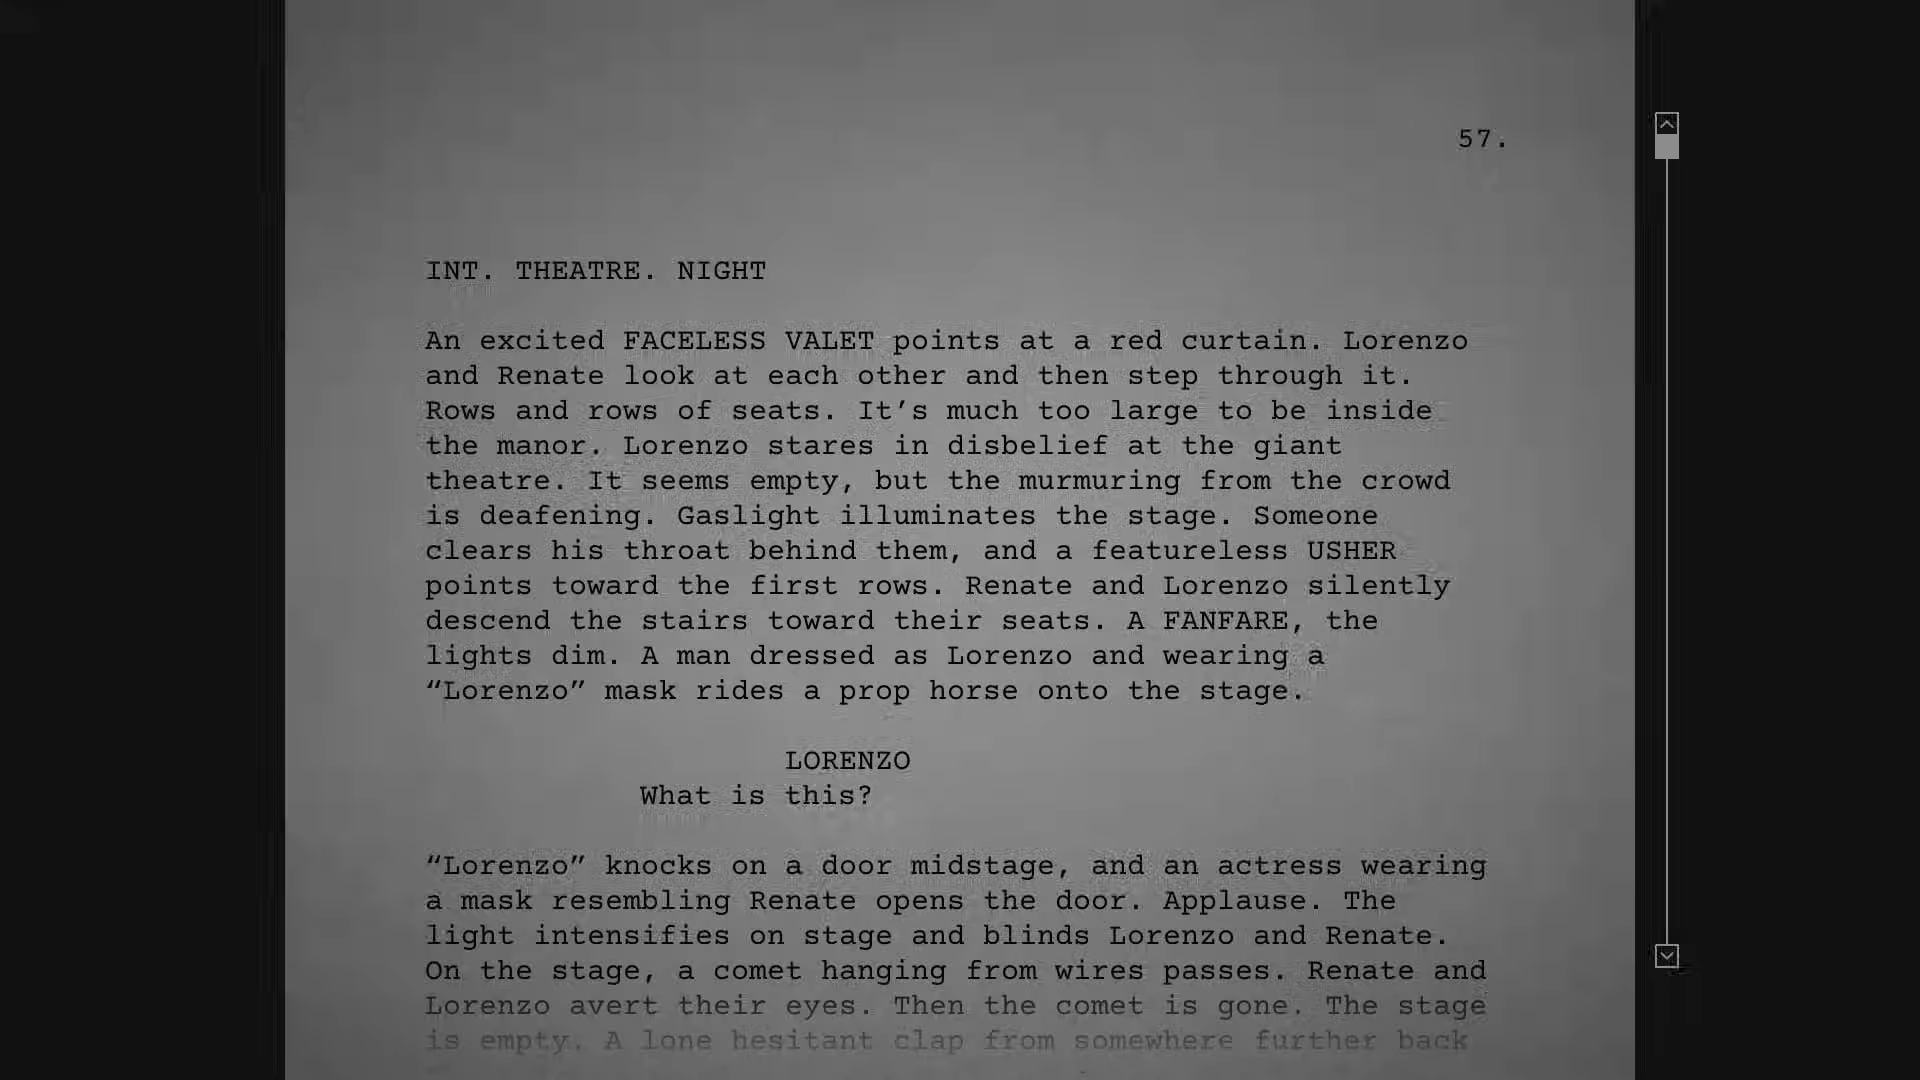 57.
INT. THEATRE. NIGHT
An excited FACELESS VALET points at a red curtain. Lorenzo
and Renate look at each other and then step through it.
Rows and rows of seats. It’s much too large to be inside
the manor. Lorenzo stares in disbelief at the giant
theatre. It seems empty, but the murmuring from the crowd
is deafening. Gaslight illuminates the stage. Someone
clears his throat behind them, and a featureless USHER
points toward the first rows. Renate and Lorenzo silently
descend the stairs toward their seats. A FANFARE, the
lights dim. A man dressed as Lorenzo and wearing a
“Lorenzo” mask rides a prop horse onto the stage.
LORENZO
What is this?
“Lorenzo” knocks on a door midstage, and an actress wearing
a mask resembling Renate opens the door. Applause. The
light intensifies on stage and blinds Lorenzo and Renate.
On the stage, a comet hanging from wires passes. Renate and
Lorenzo avert their eyes. Then the comet is gone. The stage
is empty. A lone hesitant clap from somewhere further back